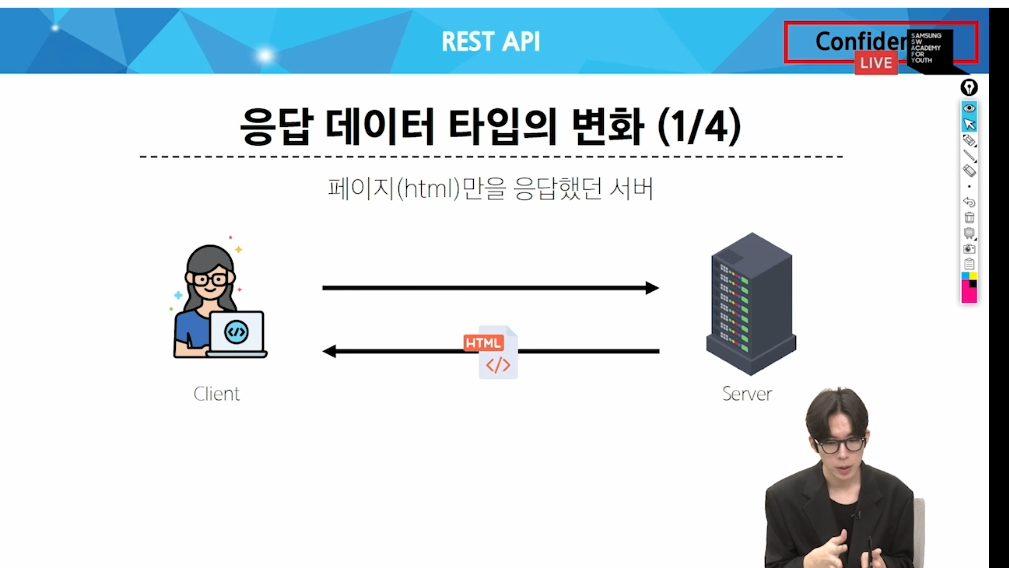 REST API
Confiden
SAMSUNG
SW
ACADEMY
FOR
YOUTH
LIVE
응답 데이터 타입의 변화 (1/4)
페이지(html)만을 응답했던 서버
HTML
</>
</>
Client
Server